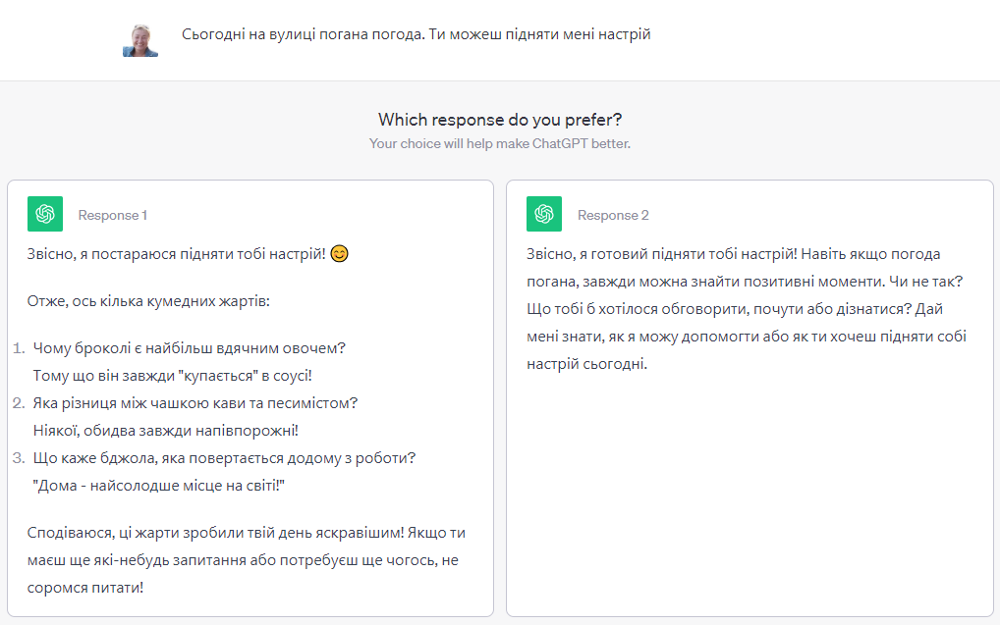 Сьогодні на вулиці погана погода. Ти можеш підняти мені настрій
Which response do you prefer?
Your choice will help make ChatGPT better.
Response 1
Звісно, я постараюся підняти тобі настрій! 😊
Отже, ось кілька кумедних жартів:
1. Чому броколі є найбільш вдячним овочем?
Тому що він завжди "купається" в соусі!
2. Яка різниця між чашкою кави та песимістом?
Ніякої, обидва завжди напівпорожні!
3. Що каже бджола, яка повертається додому з роботи?
"Дома - найсолодше місце на світі!"
Сподіваюся, ці жарти зробили твій день яскравішим! Якщо ти
маєш ще які-небудь запитання або потребуєш ще чогось, не
соромся питати!
Response 2
Звісно, я готовий підняти тобі настрій! Навіть якщо погода
погана, завжди можна знайти позитивні моменти. Чи не так?
Що тобі б хотілося обговорити, почути або дізнатися? Дай
мені знати, як я можу допомогти або як ти хочеш підняти собі
настрій сьогодні.